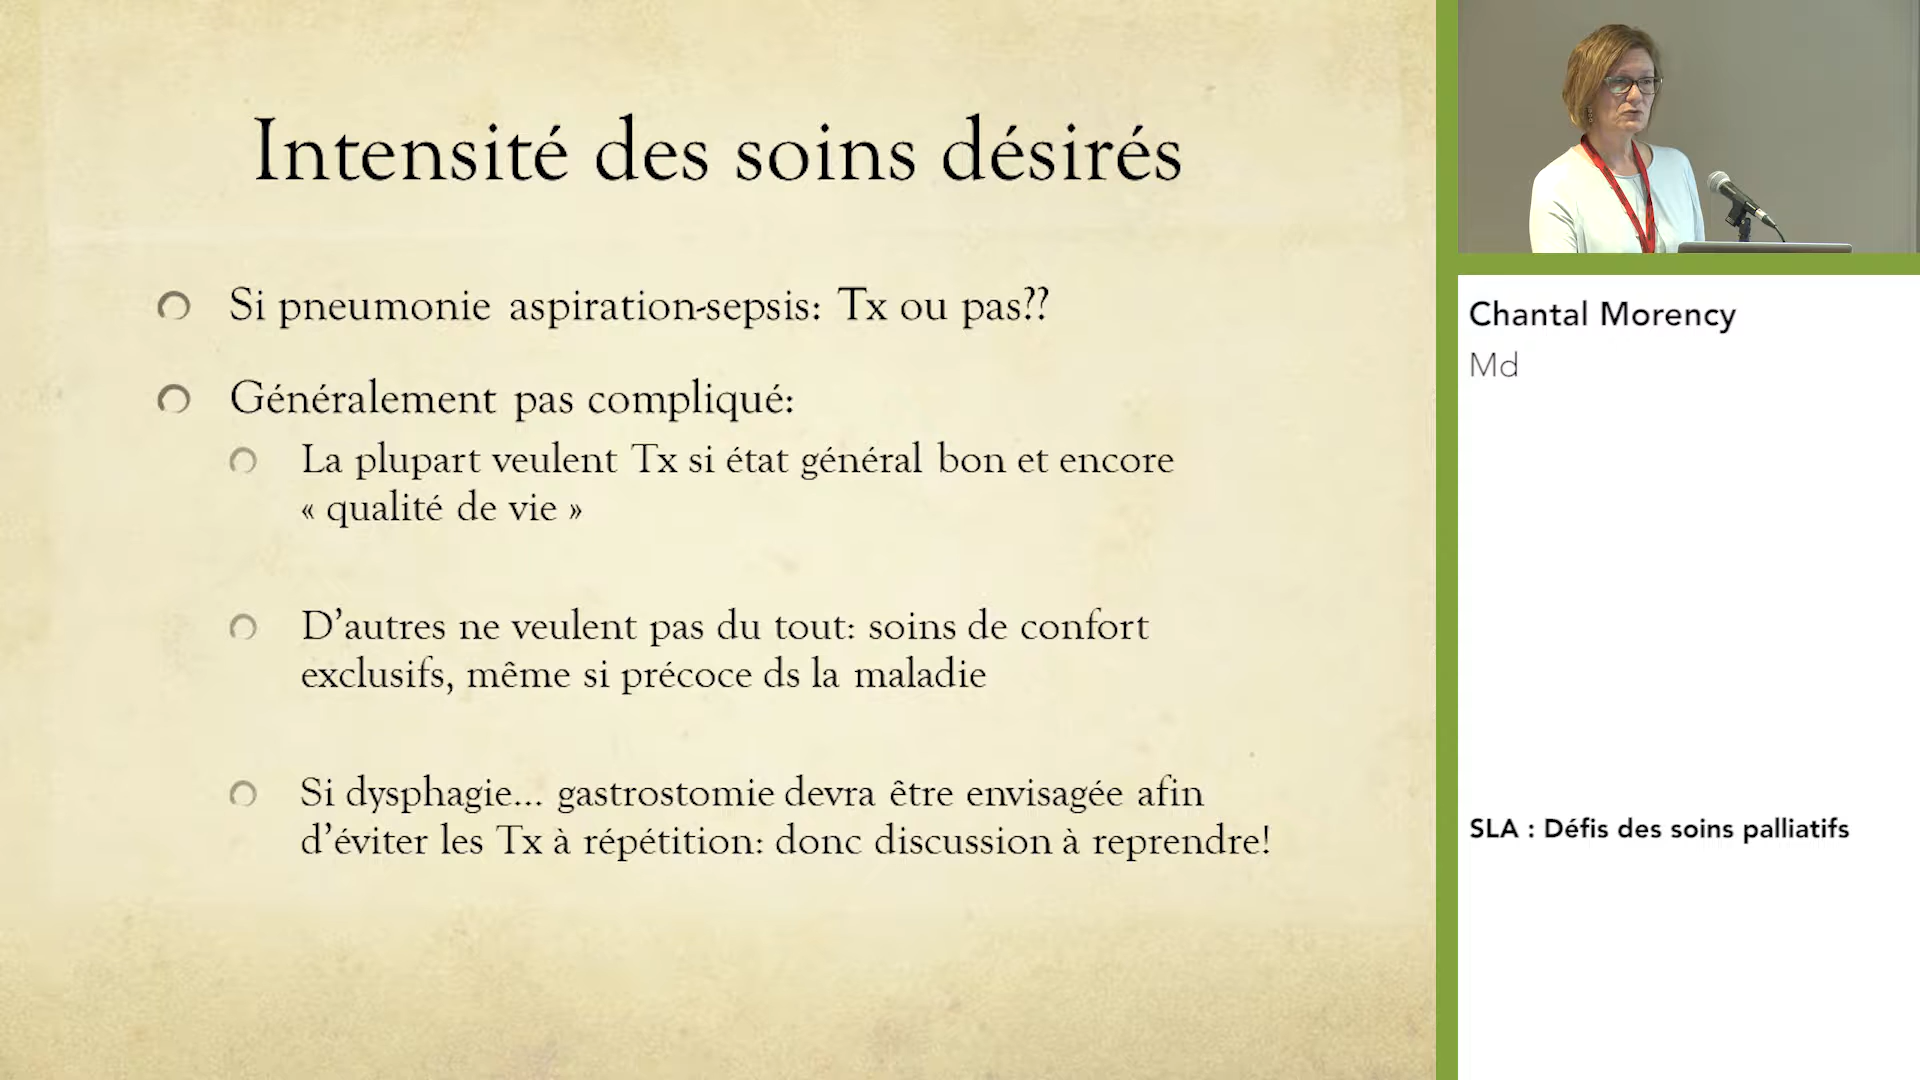 Intensité des soins désirés
Si pneumonie aspiration-sepsis: Tx ou pas??
Généralement pas compliqué:
La plupart veulent Tx si état général bon et encore
« qualité de vie »
D’autres ne veulent pas du tout: soins de confort
exclusifs, même si précoce ds la maladie
Si dysphagie... gastrostomie devra être envisagée afin
d’éviter les Tx à répétition: donc discussion à reprendre!
Chantal Morency
Md
SLA : Défis des soins palliatifs